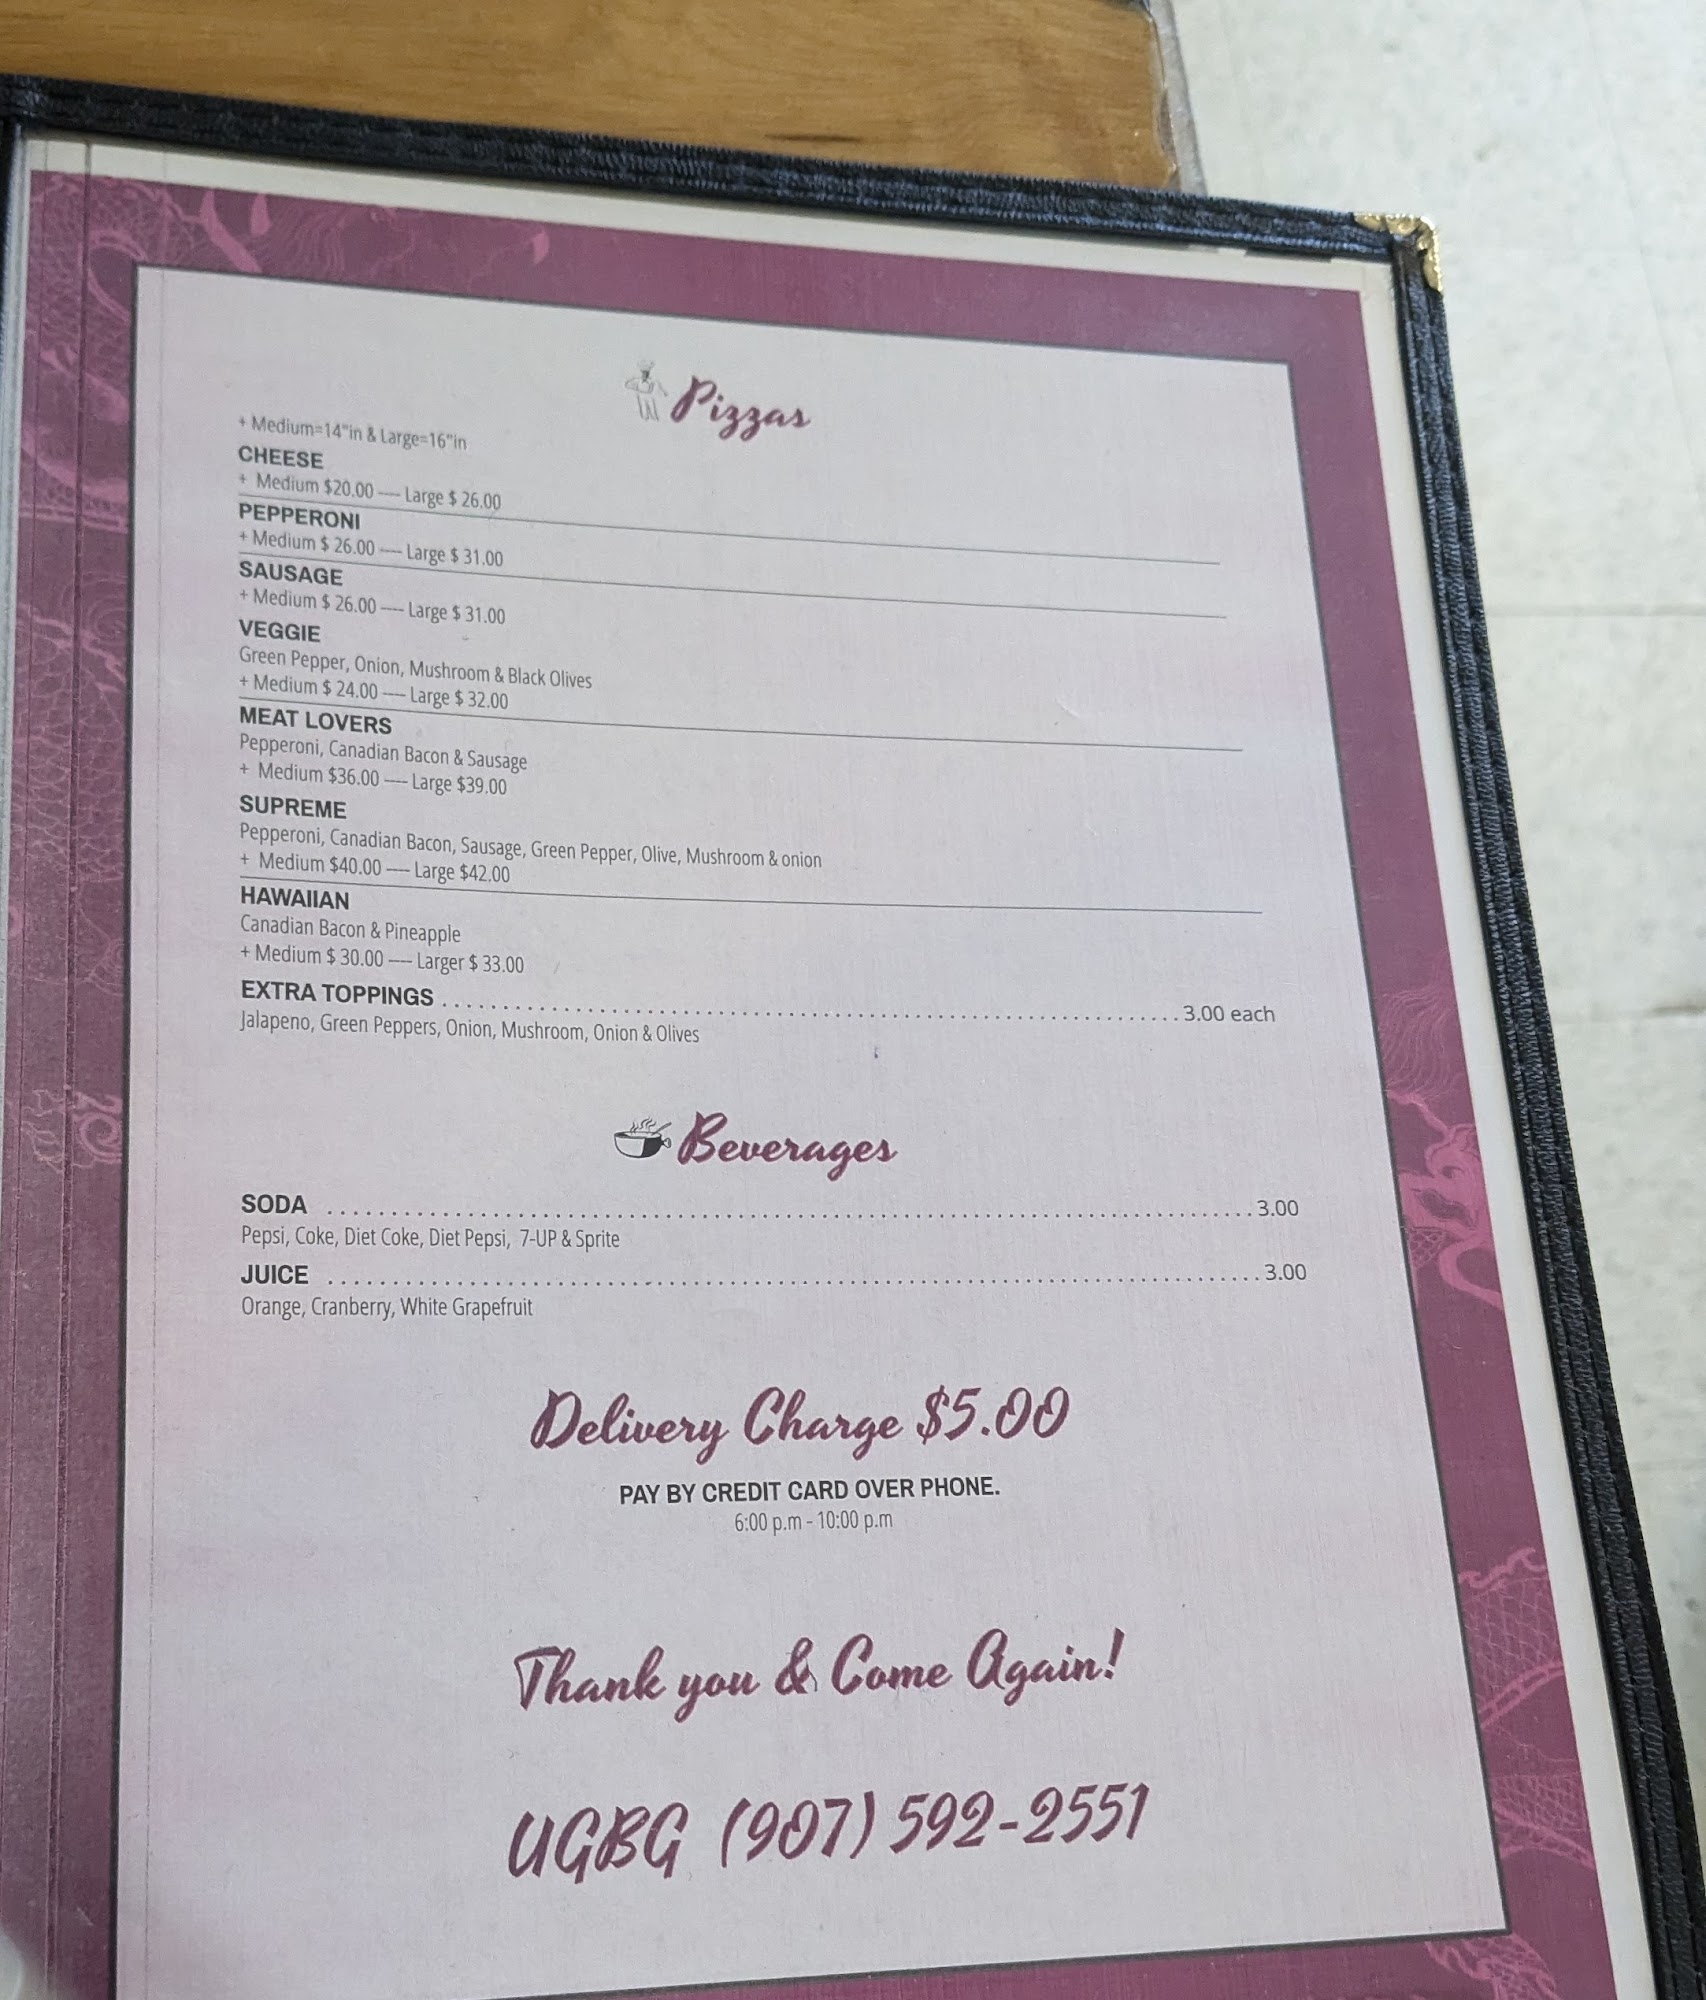 Pizzas
+ Medium=14"in & Large=16"in
CHEESE
+ Medium $20.00 ---- Large $ 26.00
PEPPERONI
+ Medium $ 26.00 ---- Large $ 31.00
SAUSAGE
+ Medium $ 26.00 ---- Large $ 31.00
VEGGIE
Green Pepper, Onion, Mushroom & Black Olives
+ Medium $ 24.00 ---- Large $ 32.00
MEAT LOVERS
Pepperoni, Canadian Bacon & Sausage
+ Medium $36.00 ---- Large $39.00
SUPREME
Pepperoni, Canadian Bacon, Sausage, Green Pepper, Olive, Mushroom & onion
+ Medium $40.00 ---- Large $42.00
HAWAIIAN
Canadian Bacon & Pineapple
+ Medium $ 30.00 ---- Larger $ 33.00
EXTRA TOPPINGS ........ 3.00 each
Jalapeno, Green Peppers, Onion, Mushroom, Onion & Olives
Beverages
SODA ........ 3.00
Pepsi, Coke, Diet Coke, Diet Pepsi, 7-UP & Sprite
JUICE ........ 3.00
Orange, Cranberry, White Grapefruit
Delivery Charge $5.00
PAY BY CREDIT CARD OVER PHONE.
6:00 p.m - 10:00 p.m
Thank you & Come Again!
UGBG (907) 592-2551